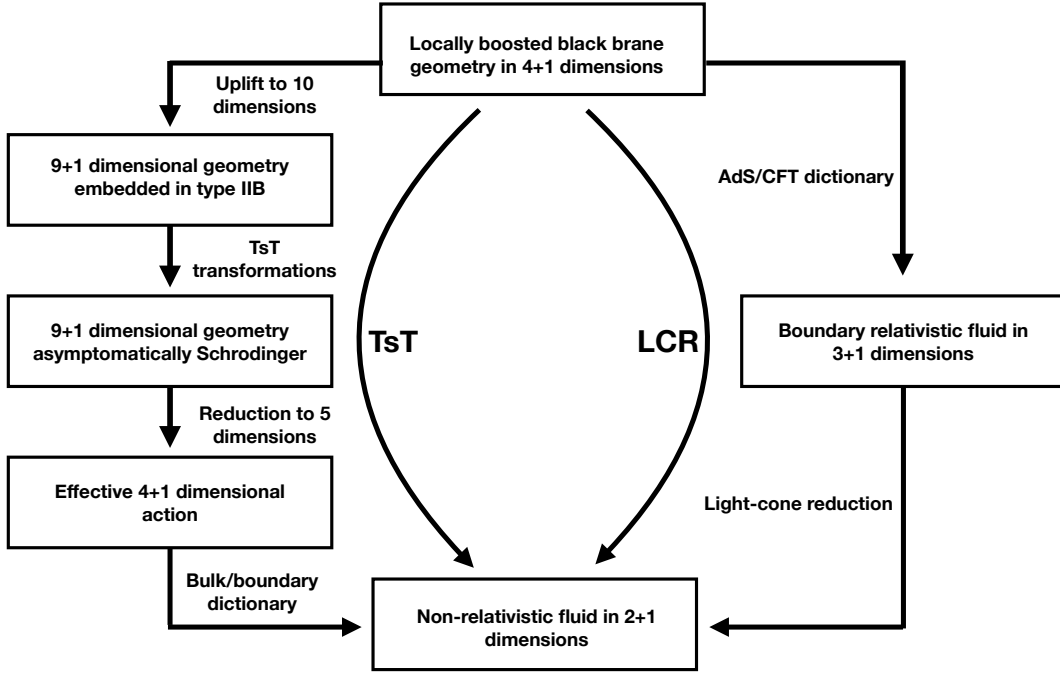 Locally boosted black brane
geometry in 4+1 dimensions
Uplift to 10
dimensions
9+1 dimensional geometry
embedded in type IIB
TsT
transformations
9+1 dimensional geometry
asymptomatically Schrodinger
Reduction to 5
dimensions
Effective 4+1 dimensional
action
Bulk/boundary
dictionary
TsT
LCR
AdS/CFT dictionary
Boundary relativistic fluid in
3+1 dimensions
Light-cone reduction
Non-relativistic fluid in 2+1
dimensions